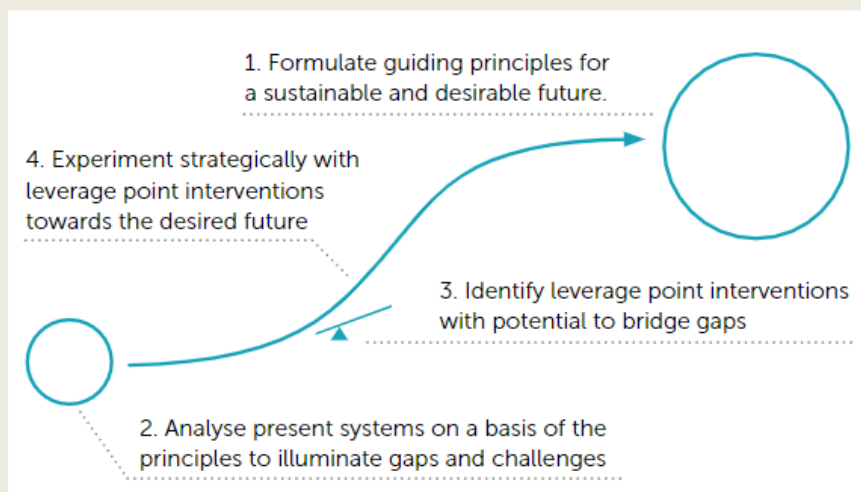 1. Formulate guiding principles for
a sustainable and desirable future.
4. Experiment strategically with
leverage point interventions
towards the desired future
3. Identify leverage point interventions
with potential to bridge gaps
2. Analyse present systems on a basis of the
principles to illuminate gaps and challenges